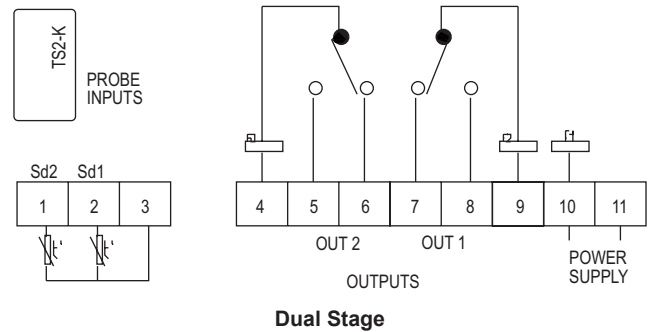 TS2-K
PROBE
INPUTS
Sd2 Sd1
1 2 3
4 5 6 7 8 9 10 11
OUT 2 OUT 1
OUTPUTS
POWER
SUPPLY
Dual Stage